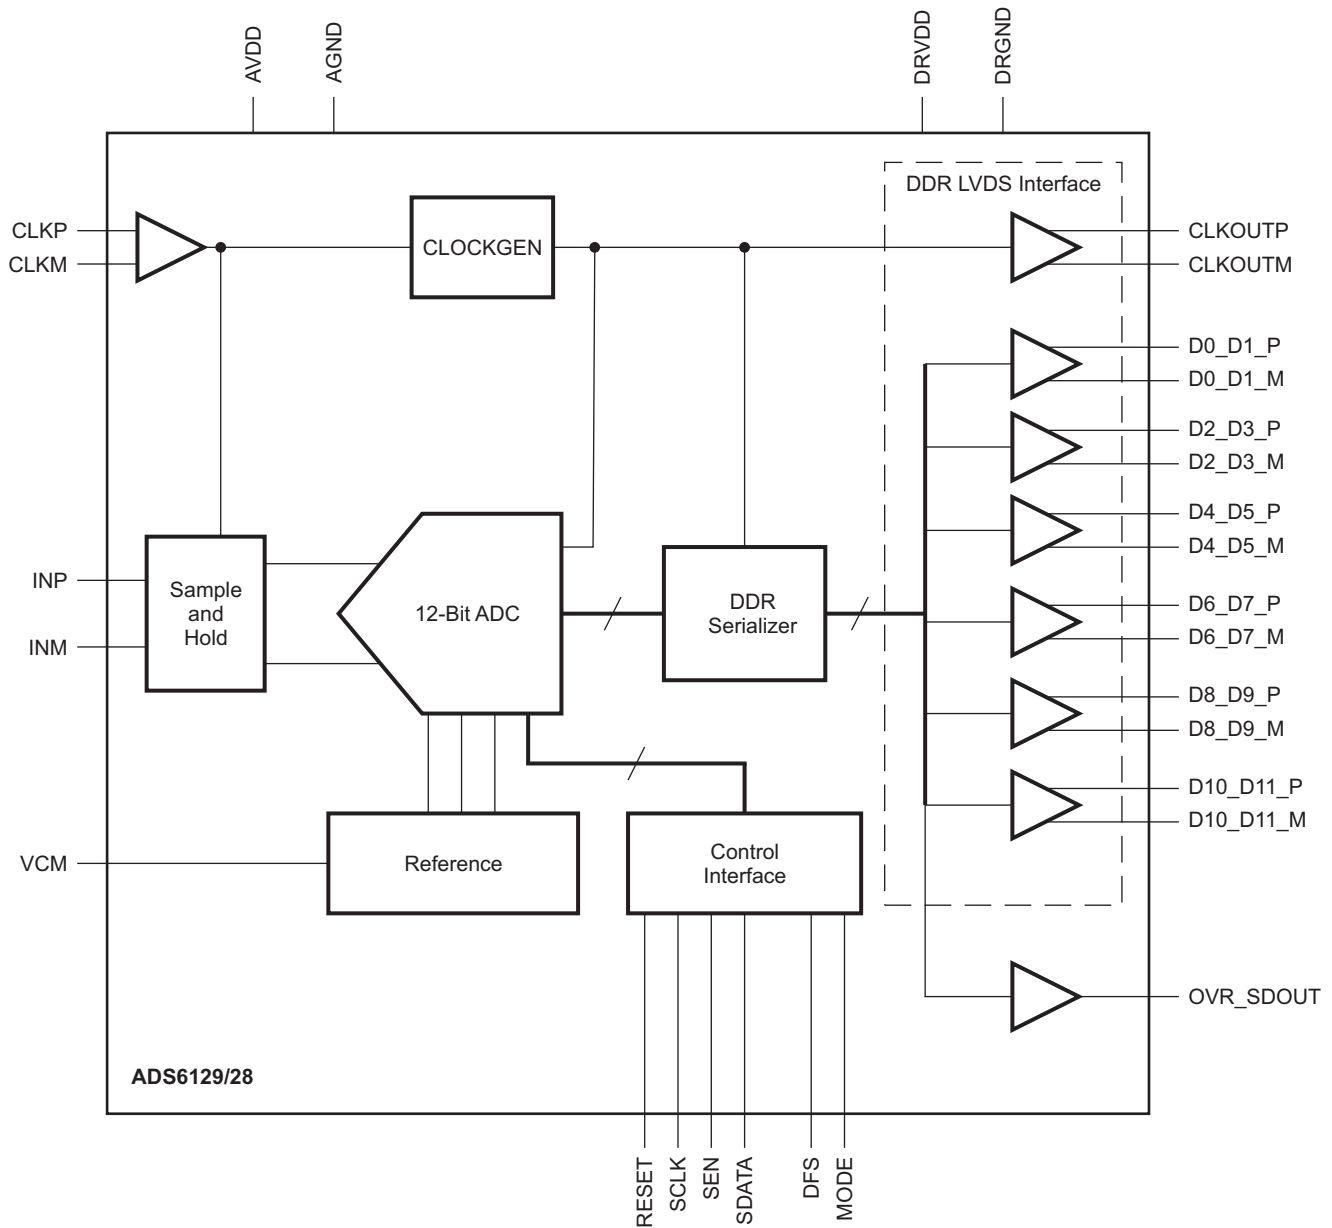 AVDD
AGND
DRVDD
DRGND
DDR LVDS Interface
CLKP
CLKM
CLOCKGEN
CLKOUTP
CLKOUTM
D0_D1_P
D0_D1_M
D2_D3_P
D2_D3_M
D4_D5_P
D4_D5_M
INP
INM
Sample
and
Hold
12-Bit ADC
DDR
Serializer
D6_D7_P
D6_D7_M
D8_D9_P
D8_D9_M
D10_D11_P
D10_D11_M
VCM
Reference
Control
Interface
OVR_SDOUT
ADS6129/28
RESET
SCLK
SEN
SDATA
DFS
MODE